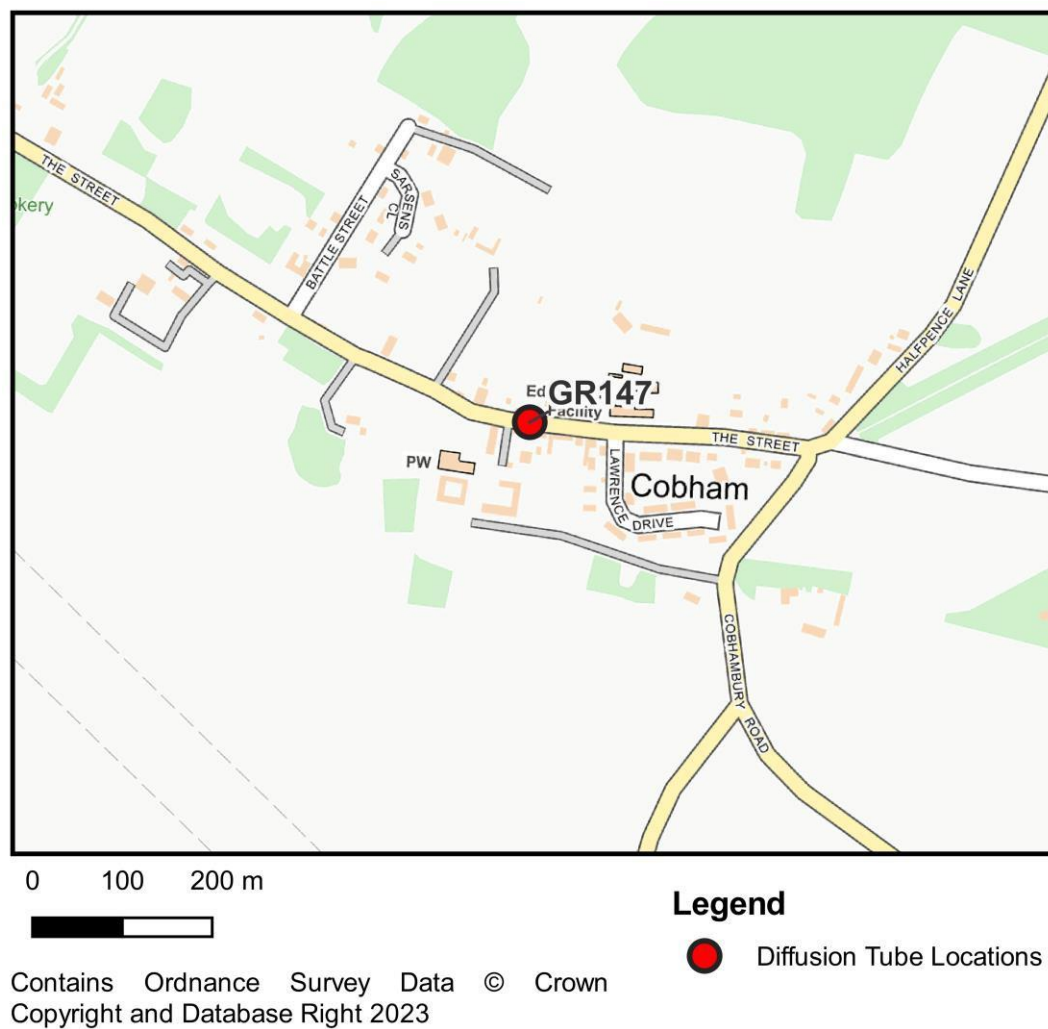 THE STREET
okery
BATTLE STREET
SARSENS
CL
HALFPENCE LANE
Ed
GR147
Facility
THE STREET
PW
LAWRENCE
DRIVE
Cobham
COBHAMBURY
ROAD
0 100 200 m
Legend
Diffusion Tube Locations
Contains Ordnance Survey Data © Crown
Copyright and Database Right 2023